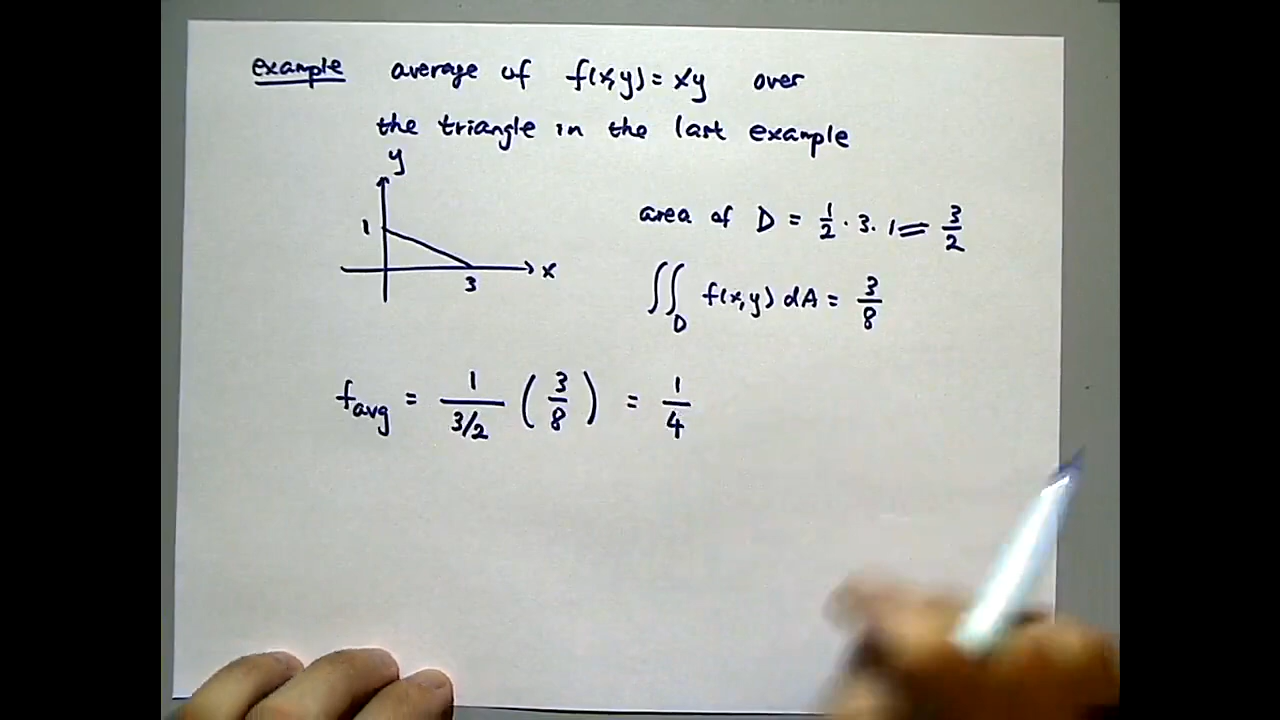 example average of f(x,y) = xy over
the triangle in the last example
y
1
3
x
area of D = 1/2 · 3 · 1 = 3/2
∬_D f(x,y) dA = 3/8
f_avg = 1/(3/2) (3/8) = 1/4